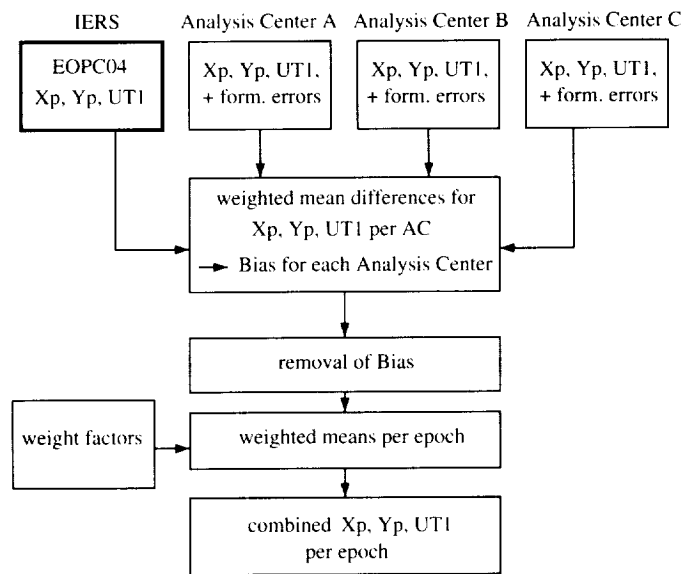 IERS
Analysis Center A
Analysis Center B
Analysis Center C
EOPC04
Xp, Yp, UT1
Xp, Yp, UT1,
+ form. errors
Xp, Yp, UT1,
+ form. errors
Xp, Yp, UT1,
+ form. errors
weighted mean differences for
Xp, Yp, UT1 per AC
→ Bias for each Analysis Center
removal of Bias
weight factors
weighted means per epoch
combined Xp, Yp, UT1
per epoch